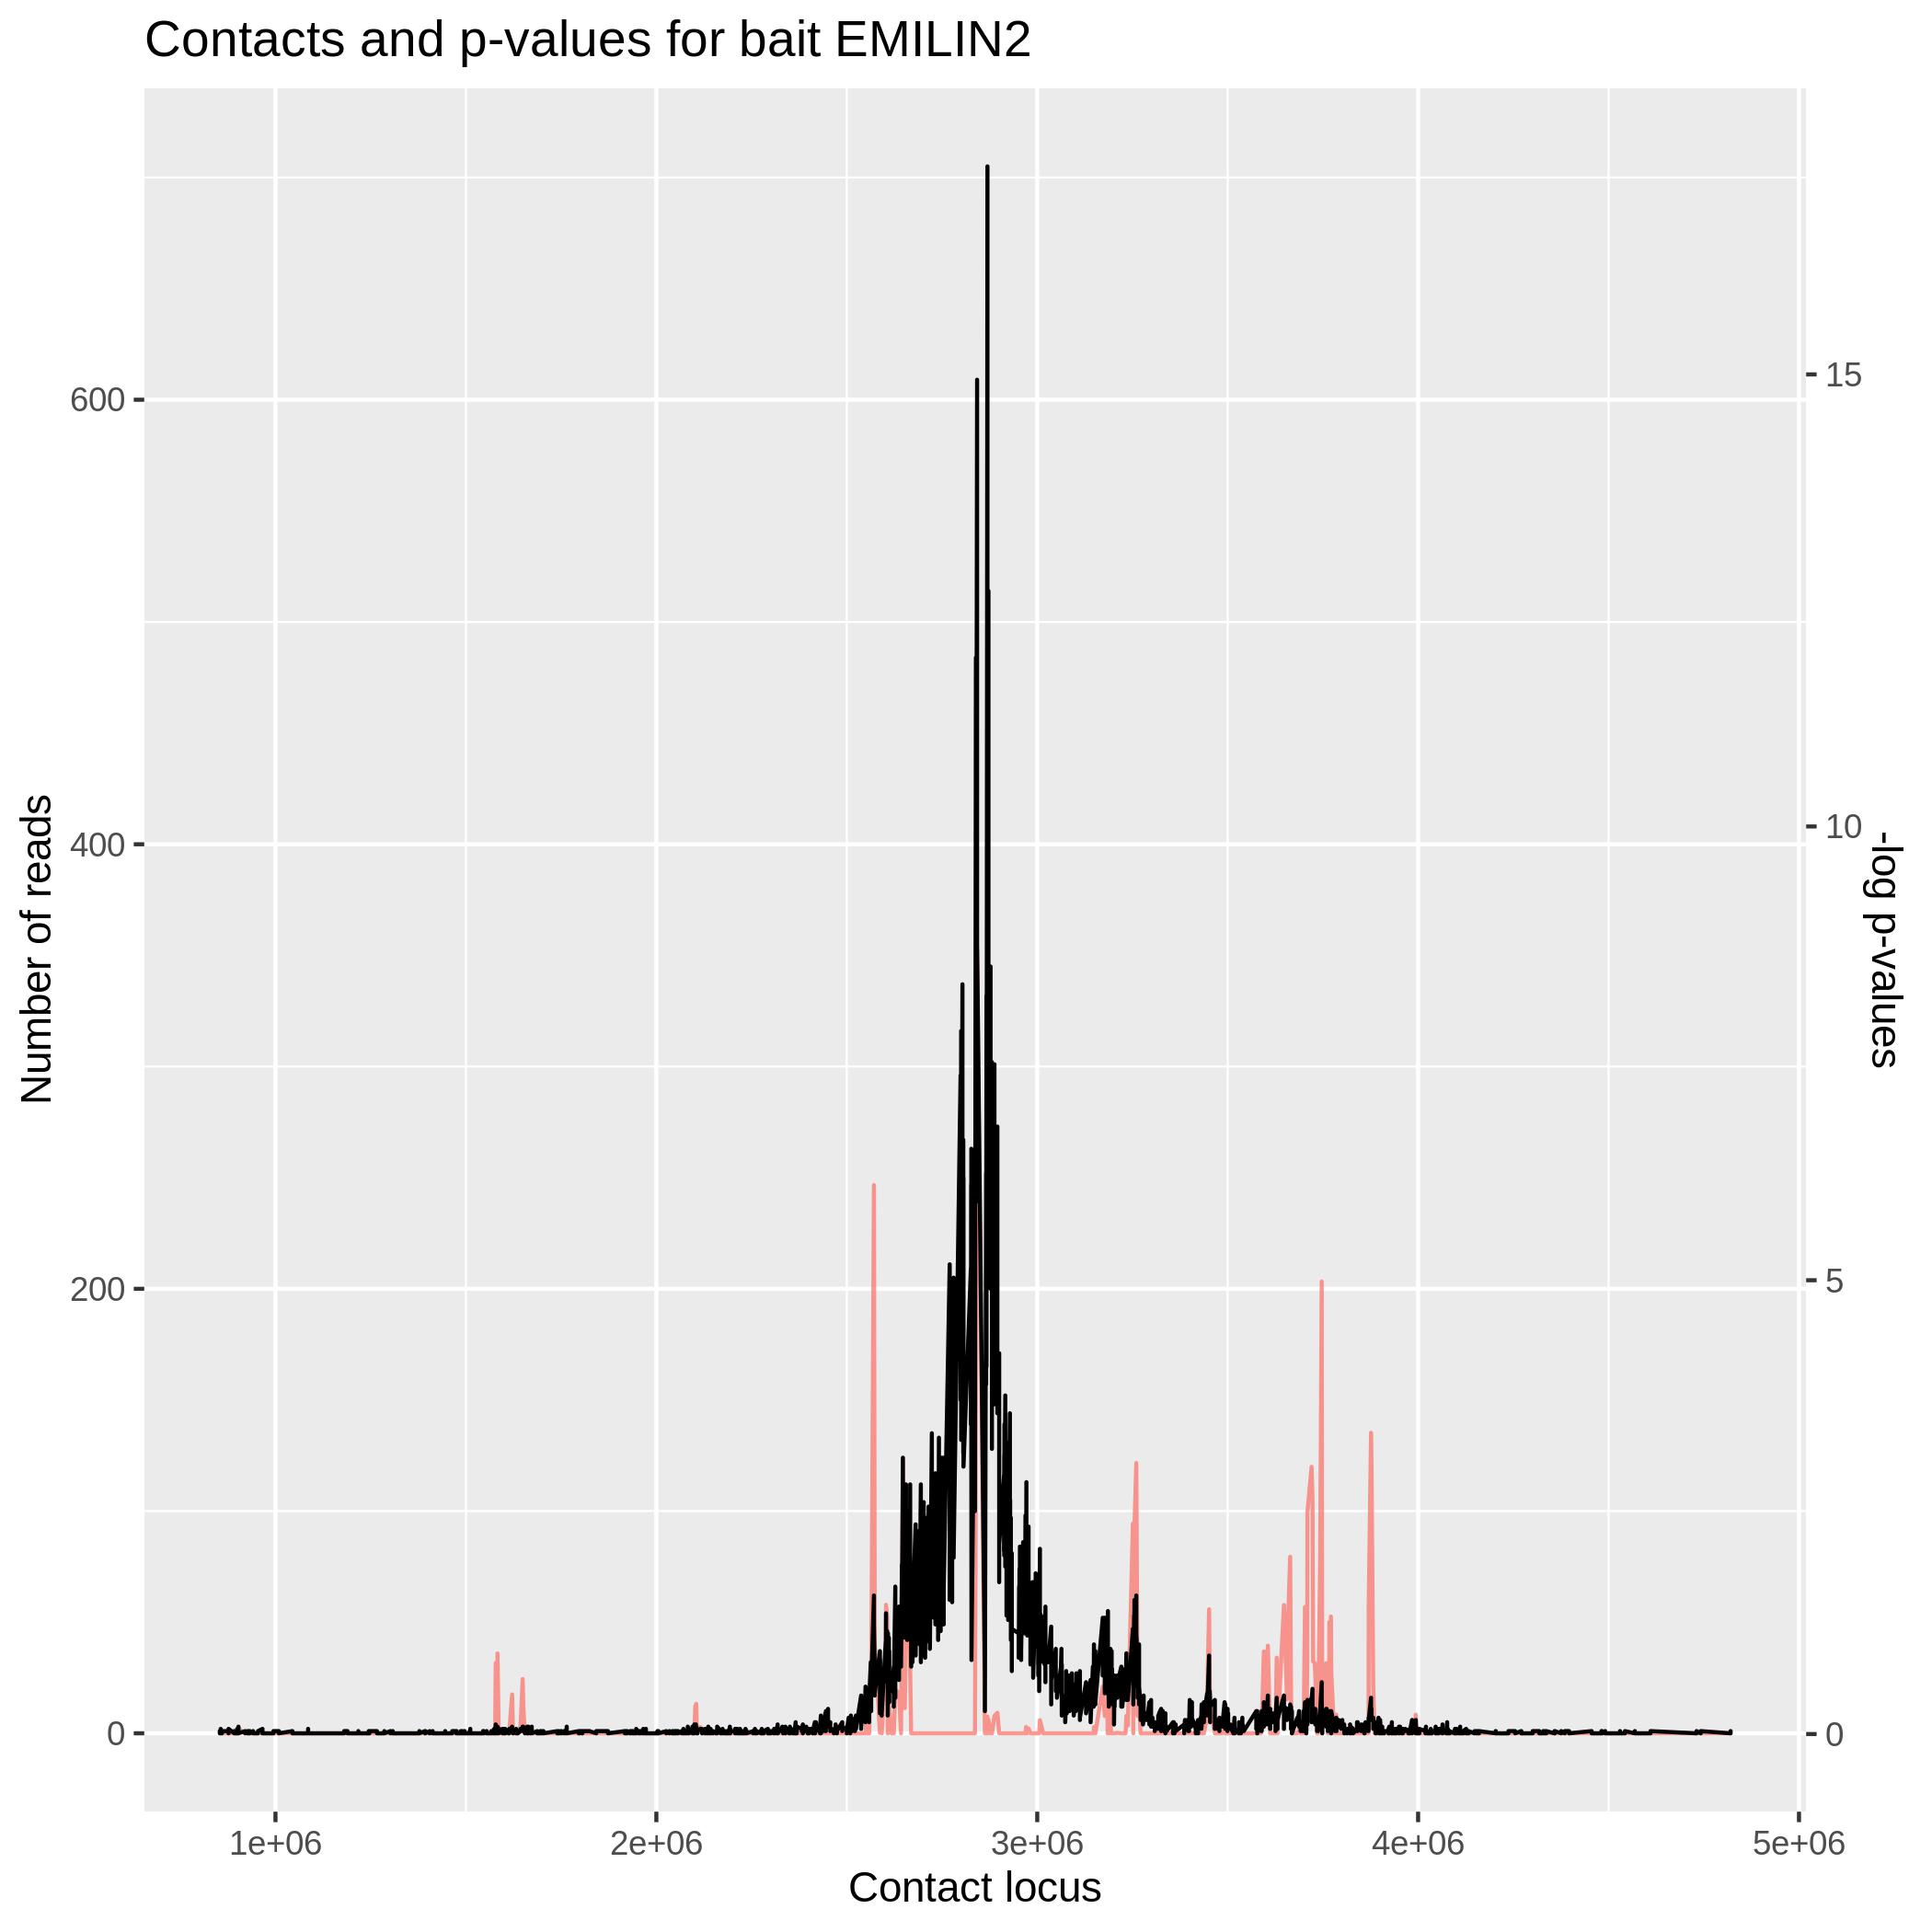 Contacts and p-values for bait EMILIN2
Number of reads
600
400
200
0
15
10
5
0
-log p-values
1e+06
2e+06
3e+06
4e+06
5e+06
Contact locus